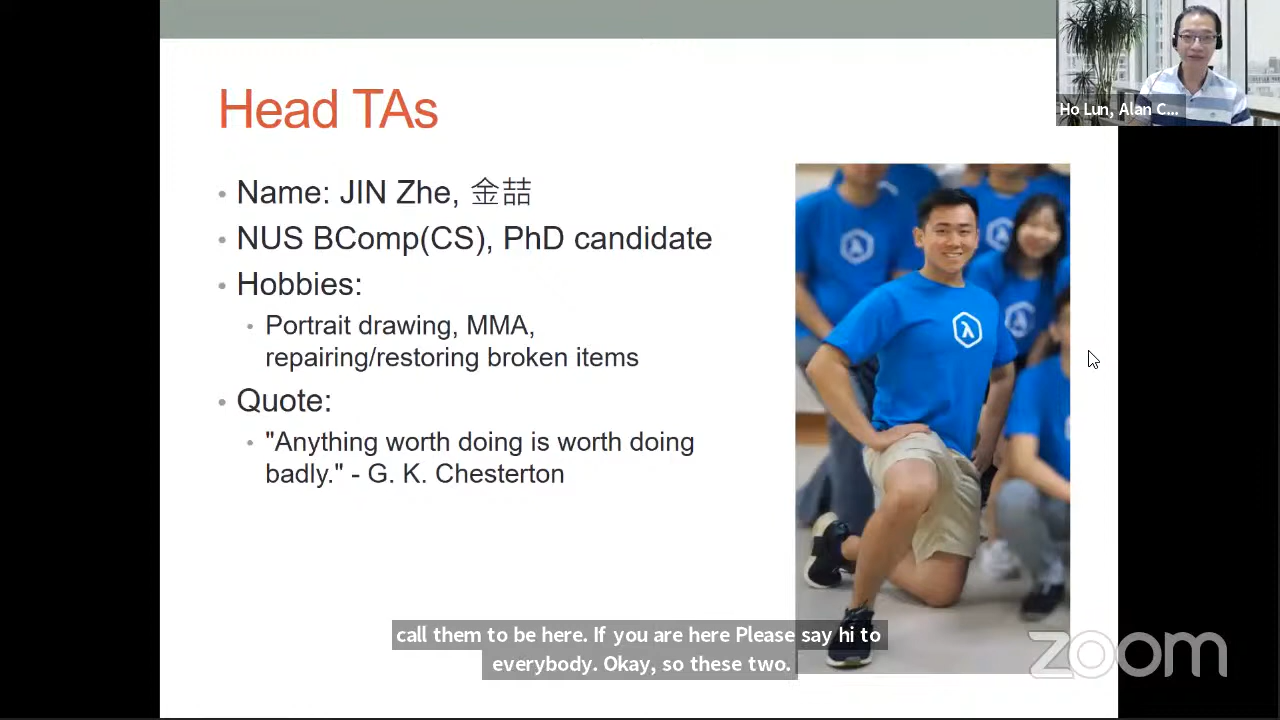 Head TAs
Ho Lun, Alan C...
• Name: JIN Zhe, 金喆
• NUS BComp(CS), PhD candidate
• Hobbies:
• Portrait drawing, MMA,
repairing/restoring broken items
• Quote:
• "Anything worth doing is worth doing
badly." - G. K. Chesterton
λ
λ
λ
λ
call them to be here. If you are here Please say hi to
everybody. Okay, so these two.
zoom